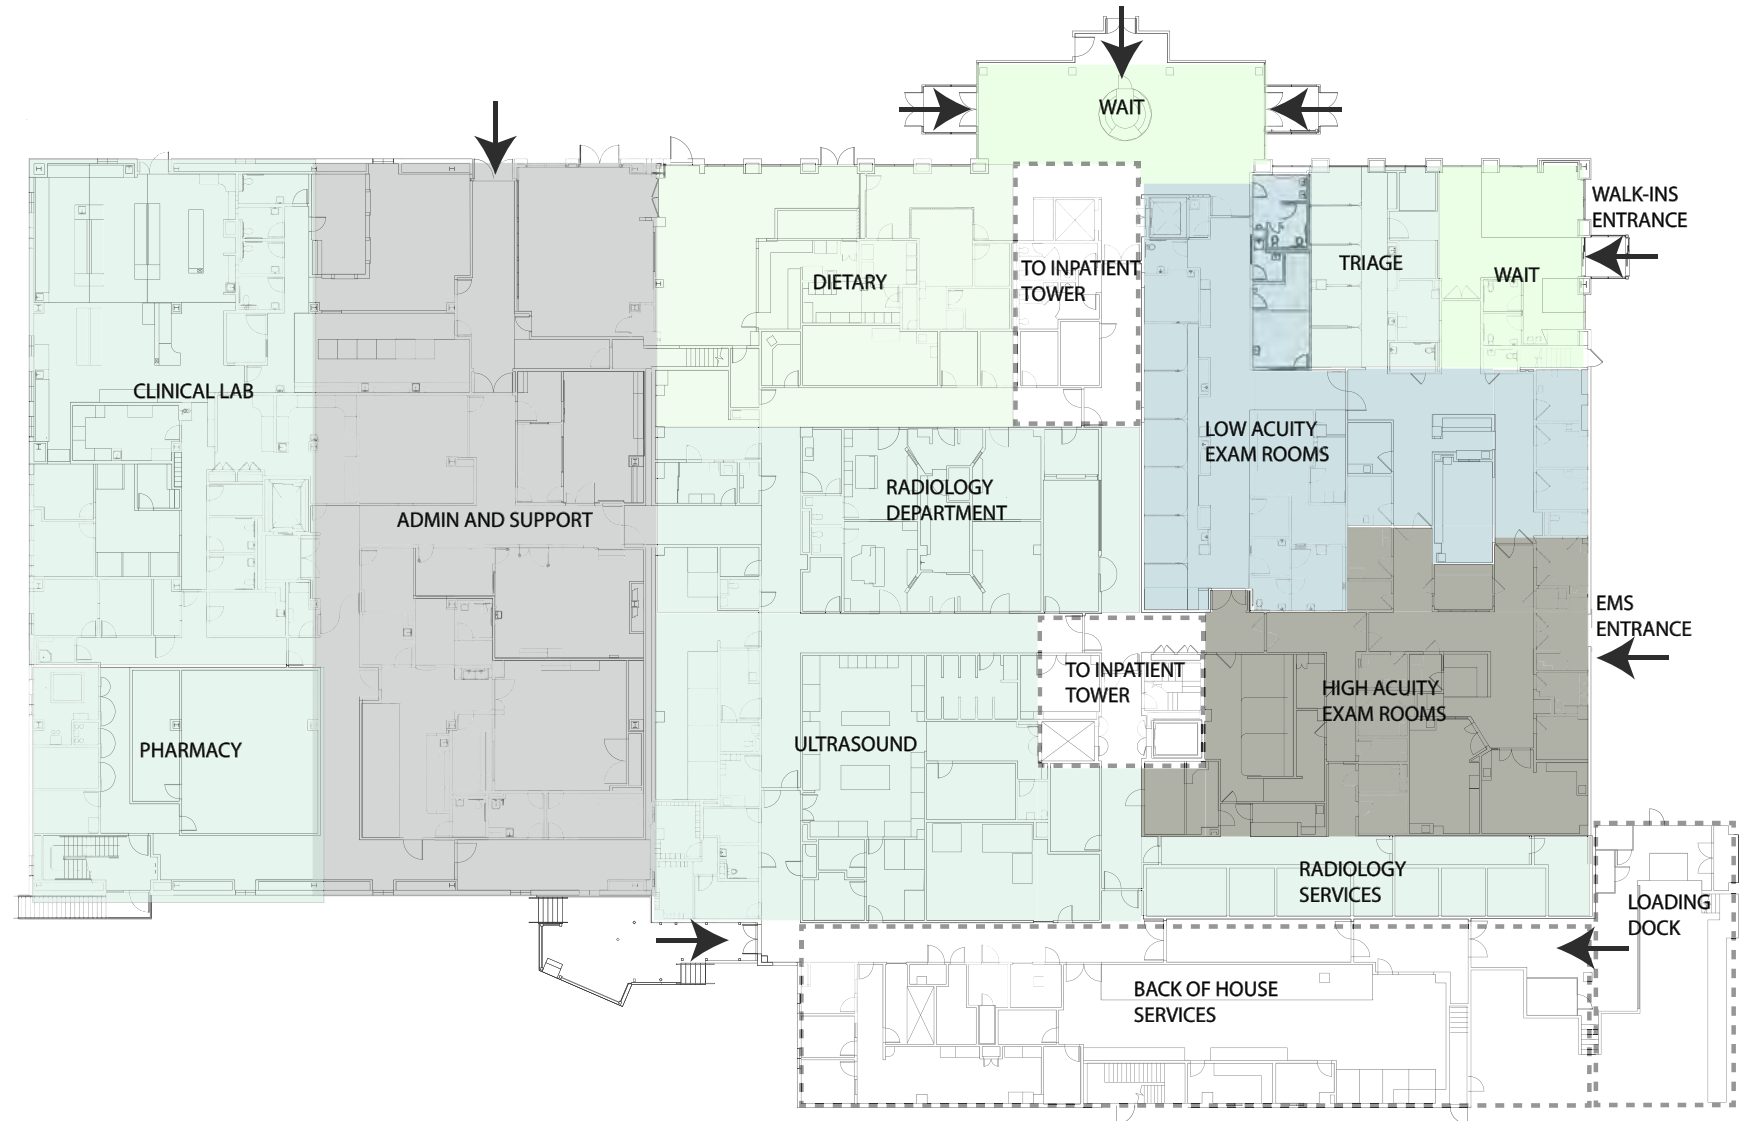 WAIT
WALK-INS
ENTRANCE
TRIAGE
WAIT
TO INPATIENT
TOWER
DIETARY
CLINICAL LAB
LOW ACUITY
EXAM ROOMS
RADIOLOGY
DEPARTMENT
ADMIN AND SUPPORT
EMS
ENTRANCE
TO INPATIENT
TOWER
HIGH ACUITY
EXAM ROOMS
ULTRASOUND
PHARMACY
RADIOLOGY
SERVICES
LOADING
DOCK
BACK OF HOUSE
SERVICES